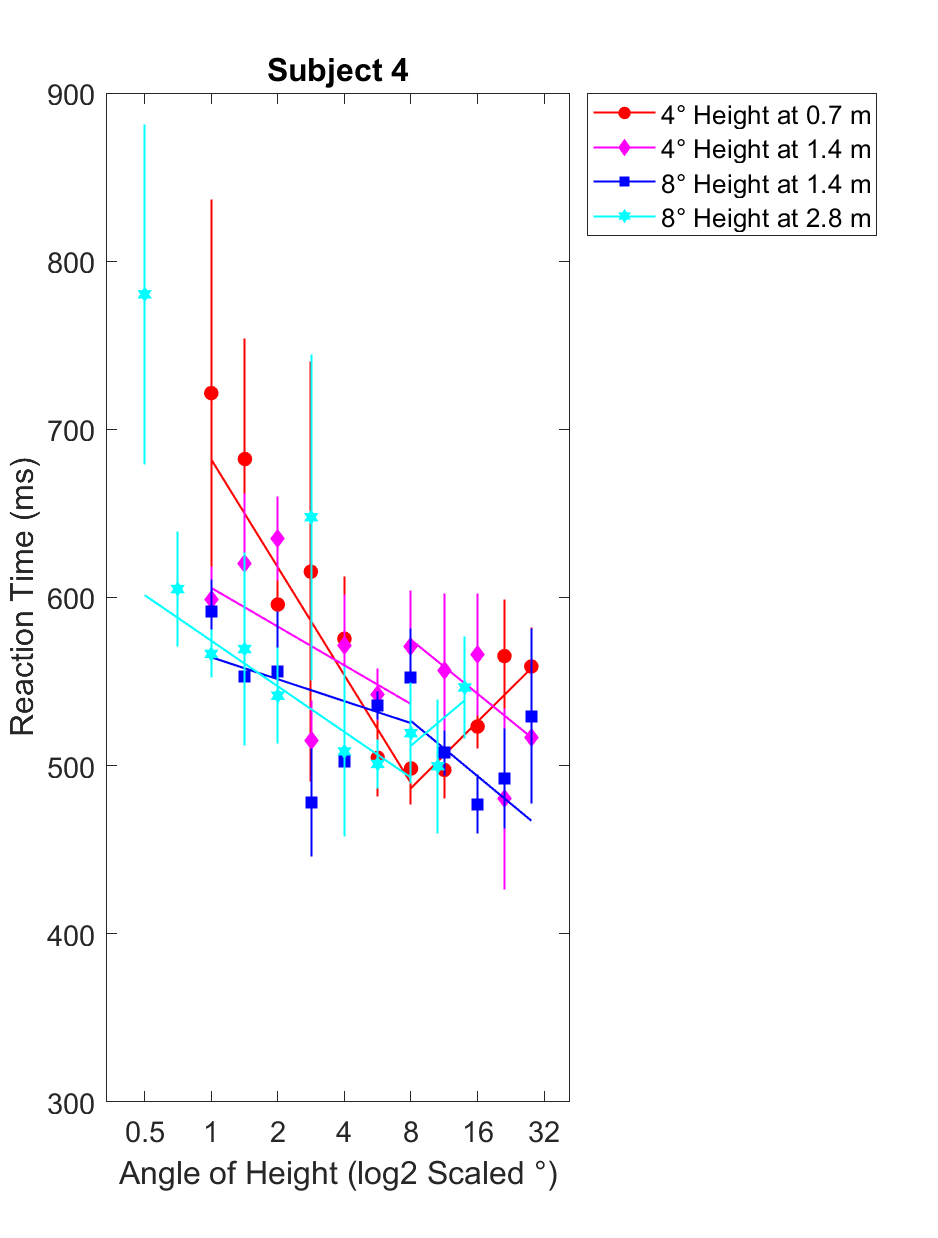 Subject 4
900
800
700
600
500
400
300
Reaction Time (ms)
0.5 1 2 4 8 16 32
Angle of Height (log2 Scaled °)
4° Height at 0.7 m
4° Height at 1.4 m
8° Height at 1.4 m
8° Height at 2.8 m